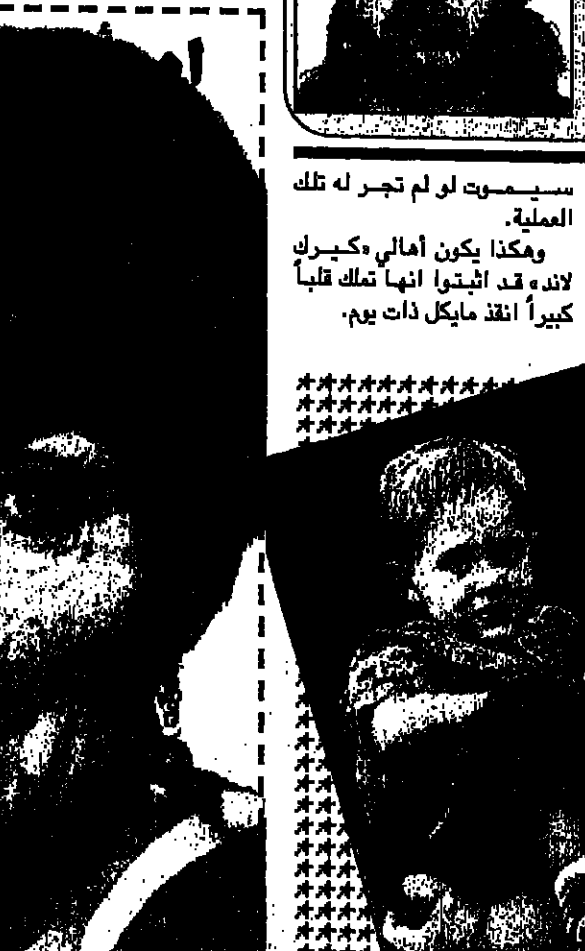 سيموت لو لم تجر له تلك
العملية.
وهكذا يكون أهالي «كيرك
لاند» قد اثبتوا انها تملك قلباً
كبيراً انقذ مايكل ذات يوم.